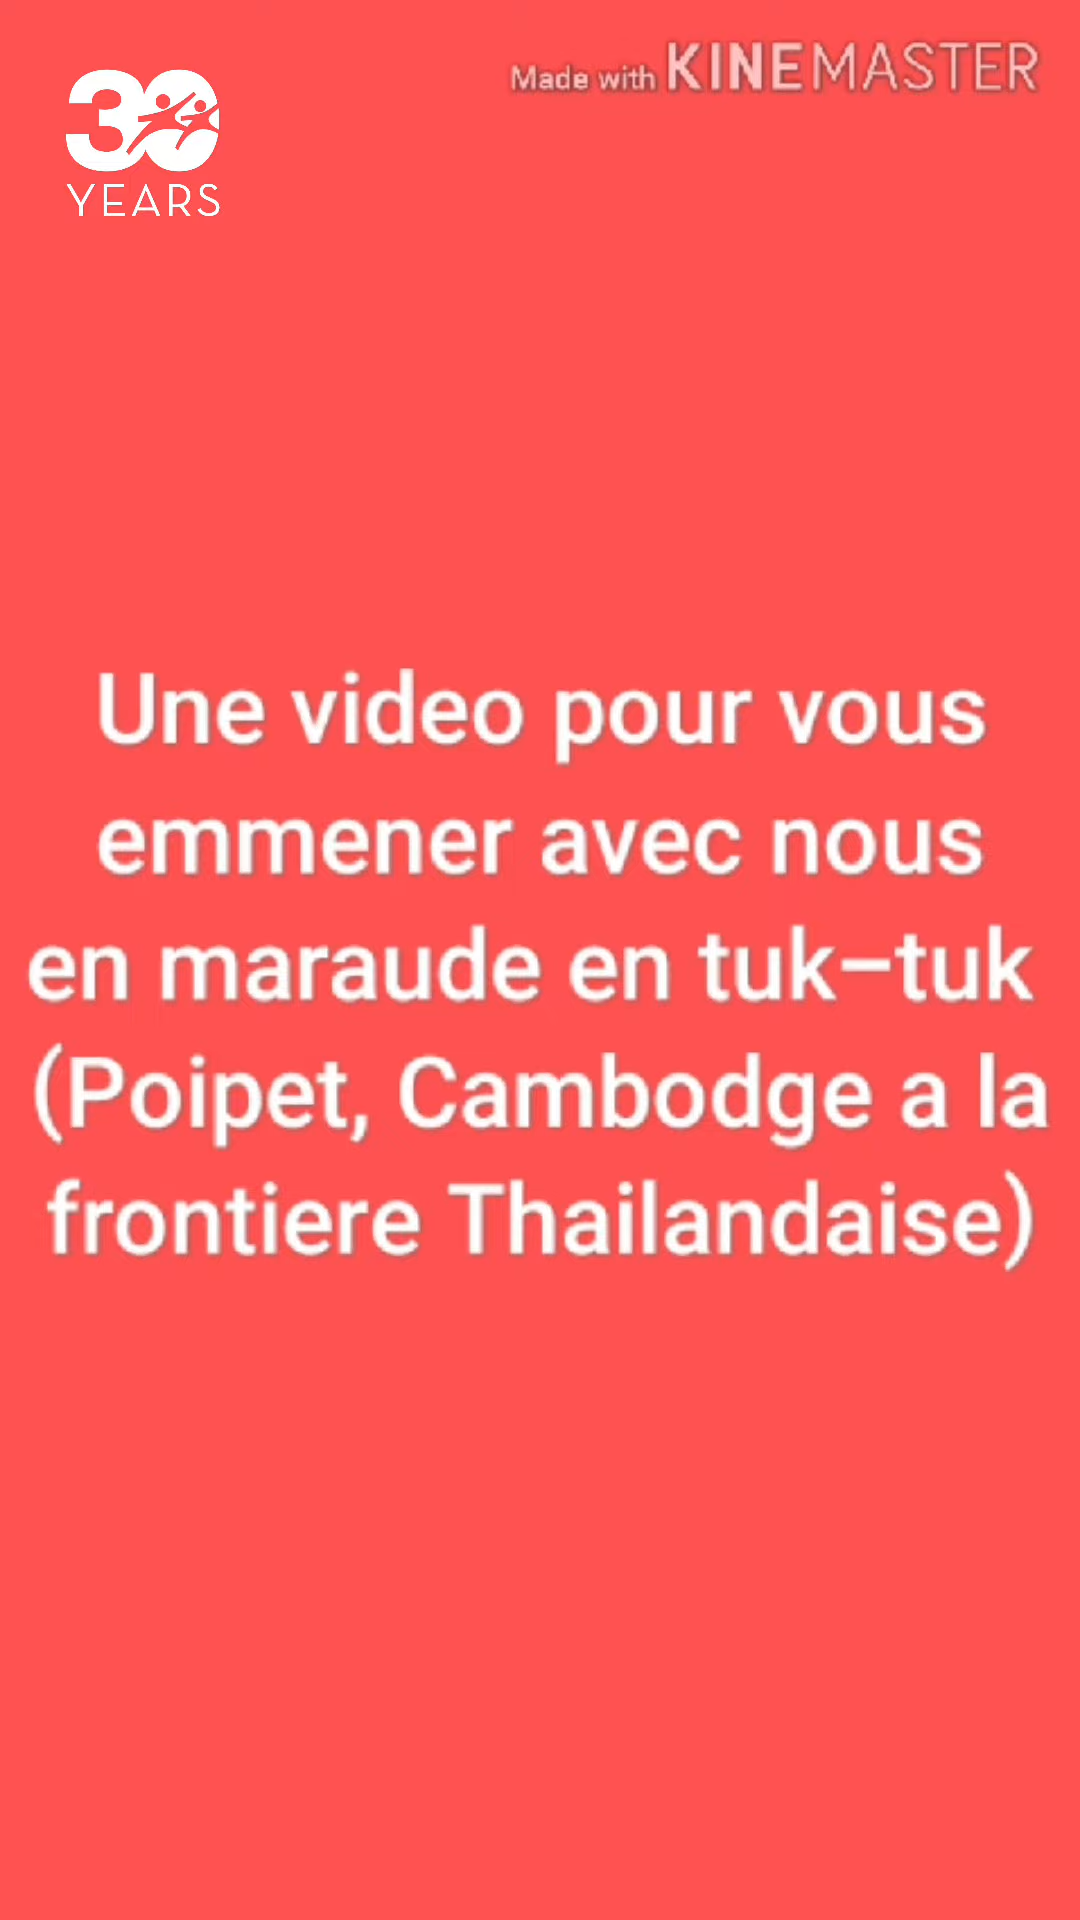 Made with KINEMASTER
30
YEARS
Une video pour vous
emmener avec nous
en maraude en tuk-tuk
(Poipet, Cambodge a la
frontiere Thailandaise)